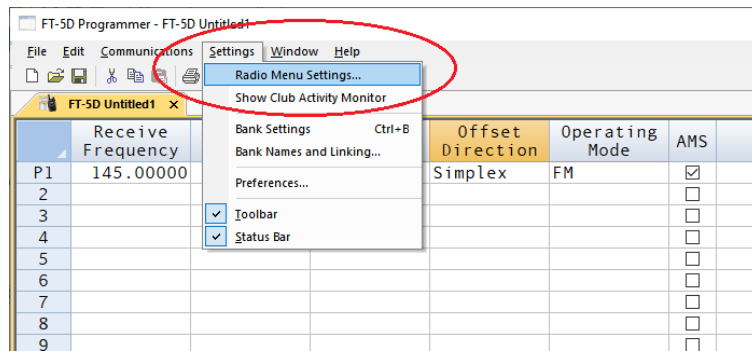 FT-5D Programmer - FT-5D Untitled1
File Edit Communications Settings Window Help
Radio Menu Settings...
Show Club Activity Monitor
Bank Settings Ctrl+B
Bank Names and Linking...
Preferences...
Toolbar
Status Bar
FT-5D Untitled1 x
Receive Frequency
Offset Direction
Operating Mode
AMS
P1 145.00000 Simplex FM
2
3
4
5
6
7
8
9